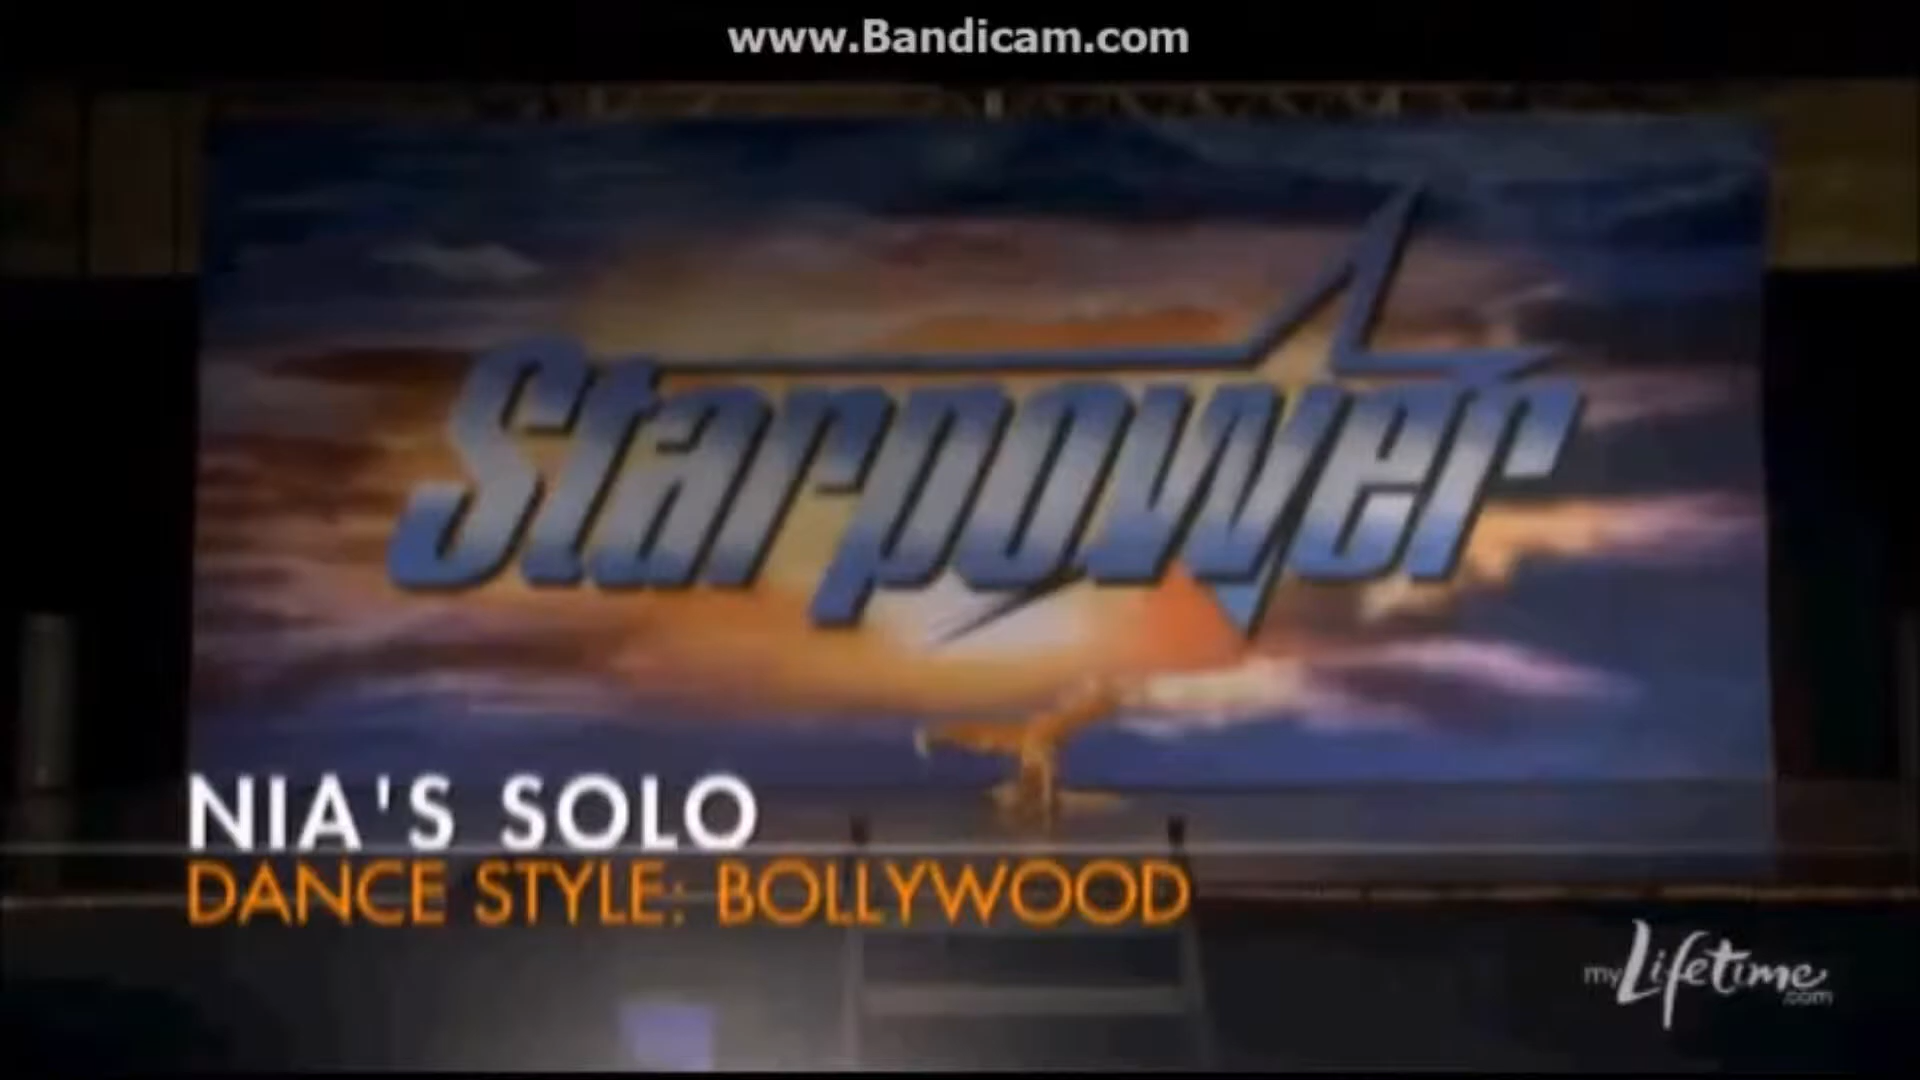 www.Bandicam.com
Starpower
NIA'S SOLO
DANCE STYLE: BOLLYWOOD
myLifetime
.com